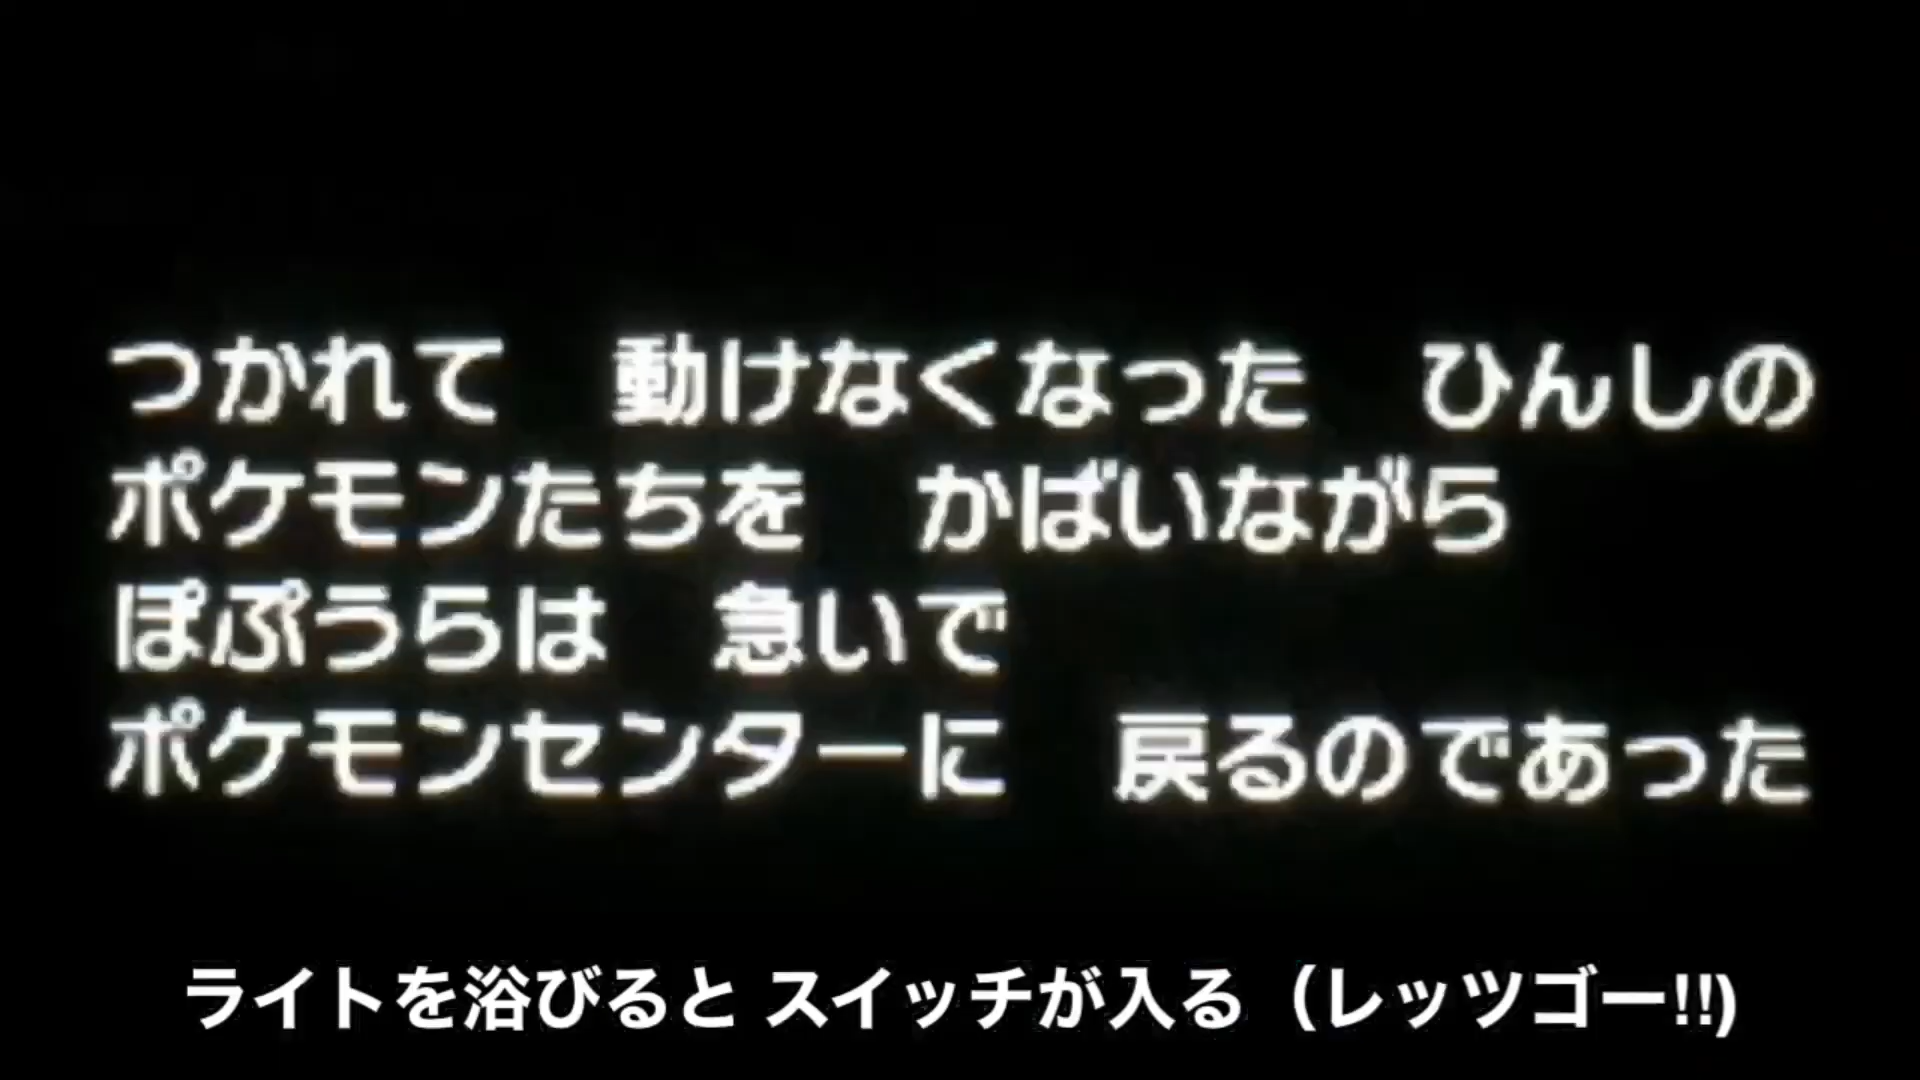 つかれて　動けなくなった　ひんしの
ポケモンたちを　かばいながら
ぽぷうらは　急いで
ポケモンセンターに　戻るのであった
ライトを浴びると スイッチが入る（レッツゴー!!)